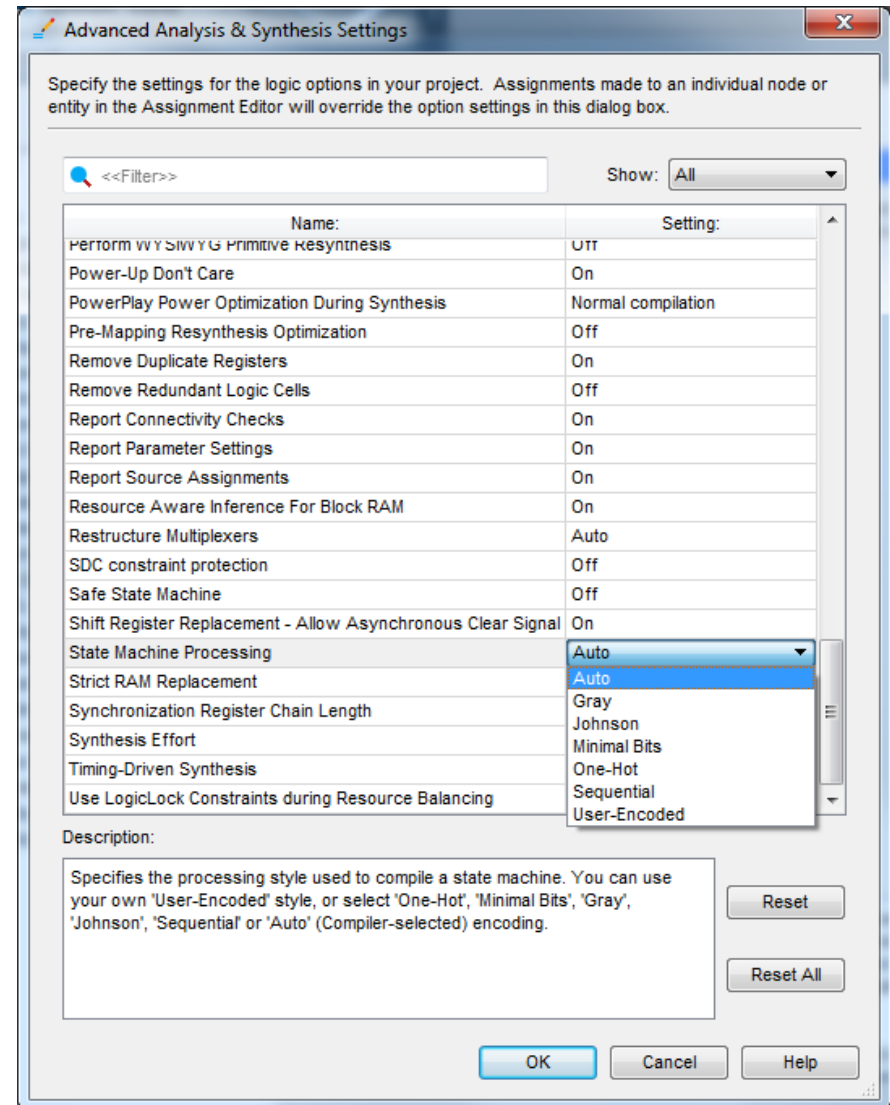 Advanced Analysis & Synthesis Settings
Specify the settings for the logic options in your project. Assignments made to an individual node or
entity in the Assignment Editor will override the option settings in this dialog box.
<<Filter>> Show: All
Name: Setting:
Perform WYSIWYG Primitive Resynthesis Off
Power-Up Don't Care On
PowerPlay Power Optimization During Synthesis Normal compilation
Pre-Mapping Resynthesis Optimization Off
Remove Duplicate Registers On
Remove Redundant Logic Cells Off
Report Connectivity Checks On
Report Parameter Settings On
Report Source Assignments On
Resource Aware Inference For Block RAM On
Restructure Multiplexers Auto
SDC constraint protection Off
Safe State Machine Off
Shift Register Replacement - Allow Asynchronous Clear Signal On
State Machine Processing Auto
Strict RAM Replacement
Synchronization Register Chain Length
Synthesis Effort
Timing-Driven Synthesis
Use LogicLock Constraints during Resource Balancing
Auto
Gray
Johnson
Minimal Bits
One-Hot
Sequential
User-Encoded
Description:
Specifies the processing style used to compile a state machine. You can use
your own 'User-Encoded' style, or select 'One-Hot', 'Minimal Bits', 'Gray',
'Johnson', 'Sequential' or 'Auto' (Compiler-selected) encoding.
Reset
Reset All
OK Cancel Help